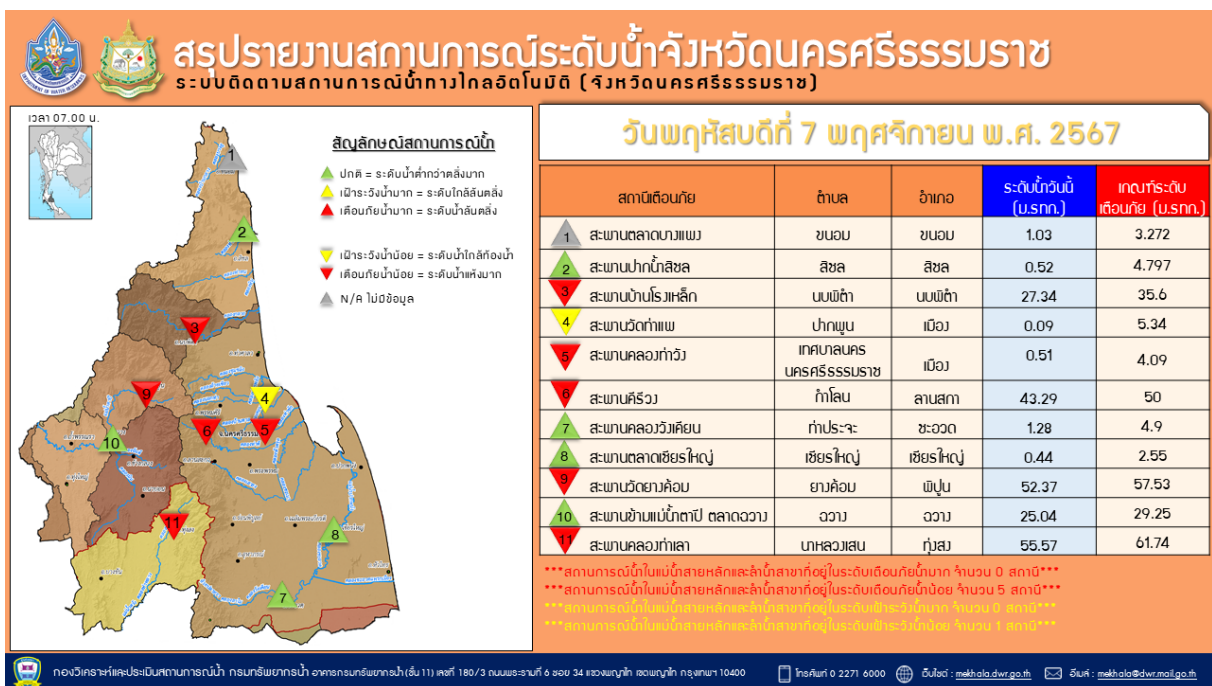 สรุปรายงานสถานการณ์ระดับน้ำจังหวัดนครศรีธรรมราช
ระบบติดตามสถานการณ์น้ำทางไกลอัตโนมัติ (จังหวัดนครศรีธรรมราช)
เวลา 07.00 น.
สัญลักษณ์สถานการณ์น้ำ
ปกติ = ระดับน้ำต่ำกว่าตลิ่งมาก
เฝ้าระวังน้ำมาก = ระดับใกล้ล้นตลิ่ง
เตือนภัยน้ำมาก = ระดับน้ำล้นตลิ่ง
เฝ้าระวังน้ำน้อย = ระดับน้ำใกล้ท้องน้ำ
เตือนภัยน้ำน้อย = ระดับน้ำแห้งมาก
N/A ไม่มีข้อมูล
1
2
3
9
4
10
6
5
11
8
7
วันพฤหัสบดีที่ 7 พฤศจิกายน พ.ศ. 2567
สถานีเตือนภัย ตำบล อำเภอ ระดับน้ำวันนี้ (ม.รทก.) เกณฑ์ระดับเตือนภัย (ม.รทก.)
1 สะพานตลาดบางแพง ขนอม ขนอม 1.03 3.272
2 สะพานปากน้ำสิชล สิชล สิชล 0.52 4.797
3 สะพานบ้านโรงเหล็ก นบพิตำ นบพิตำ 27.34 35.6
4 สะพานวัดท่าแพ ปากพูน เมือง 0.09 5.34
5 สะพานคลองท่าวัง เทศบาลนครนครศรีธรรมราช เมือง 0.51 4.09
6 สะพานคีรีวง กำโลน ลานสกา 43.29 50
7 สะพานคลองวังเคียน ท่าประจะ ชะอวด 1.28 4.9
8 สะพานตลาดเชียรใหญ่ เชียรใหญ่ เชียรใหญ่ 0.44 2.55
9 สะพานวัดยางค้อม ยางค้อม พิปูน 52.37 57.53
10 สะพานข้ามแม่น้ำตาปี ตลาดฉวาง ฉวาง ฉวาง 25.04 29.25
11 สะพานคลองท่าเลา นาหลวงเสน ทุ่งสง 55.57 61.74
***สถานการณ์น้ำในแม่น้ำสายหลักและลำน้ำสาขาที่อยู่ในระดับเตือนภัยน้ำมาก จำนวน 0 สถานี***
***สถานการณ์น้ำในแม่น้ำสายหลักและลำน้ำสาขาที่อยู่ในระดับเตือนภัยน้ำน้อย จำนวน 5 สถานี***
***สถานการณ์น้ำในแม่น้ำสายหลักและลำน้ำสาขาที่อยู่ในระดับเฝ้าระวังน้ำมาก จำนวน 0 สถานี***
***สถานการณ์น้ำในแม่น้ำสายหลักและลำน้ำสาขาที่อยู่ในระดับเฝ้าระวังน้ำน้อย จำนวน 1 สถานี***
กองวิเคราะห์และประเมินสถานการณ์น้ำ กรมทรัพยากรน้ำ อาคารกรมทรัพยากรน้ำ (ชั้น 11) เลขที่ 180/3 ถนนพระรามที่ 6 ซอย 34 แขวงพญาไท เขตพญาไท กรุงเทพฯ 10400 โทรศัพท์ 0 2271 6000 เว็บไซต์ : mekhala.dwr.go.th อีเมล์ : mekhala@dwr.mail.go.th